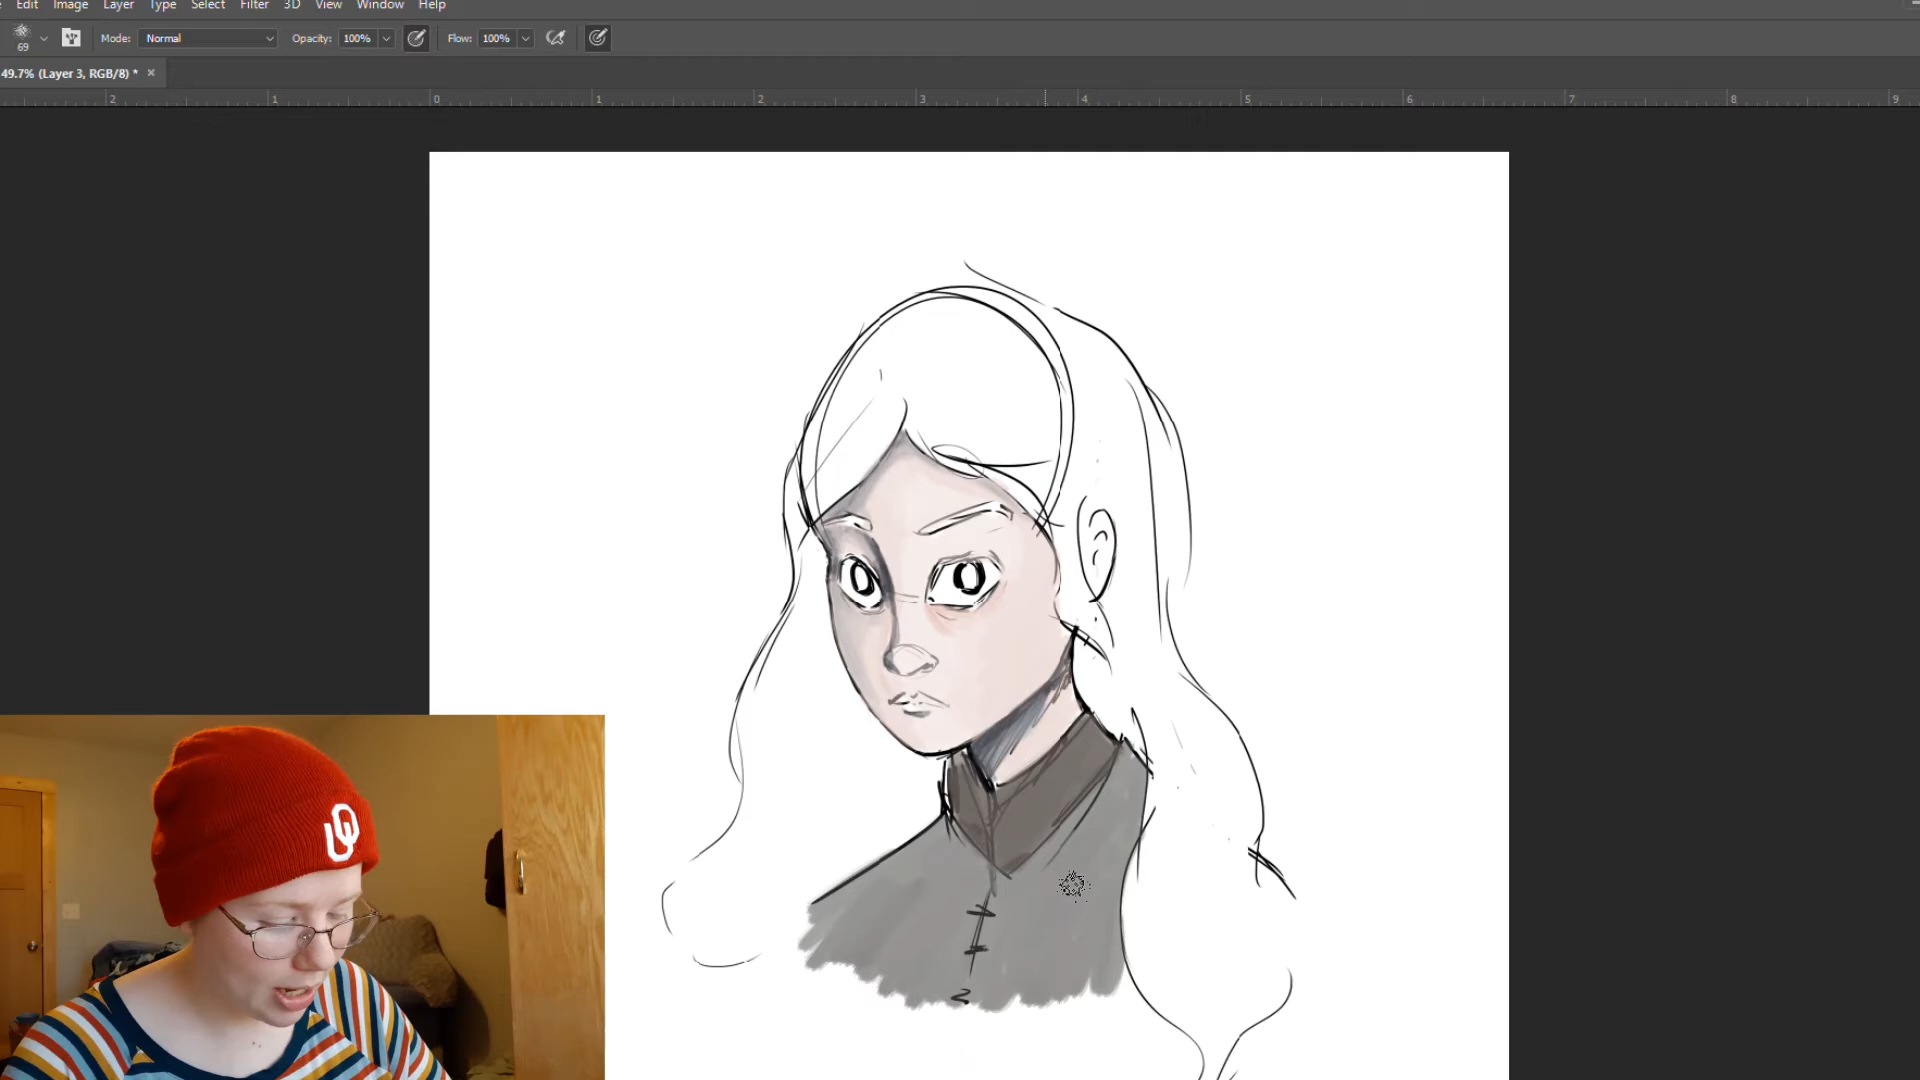 Edit Image Layer Type Select Filter 3D View Window Help
69 Mode: Normal Opacity: 100% Flow: 100%
49.7% (Layer 3, RGB/8) * ×
2 1 0 1 2 3 4 5 6 7 8 9
OU